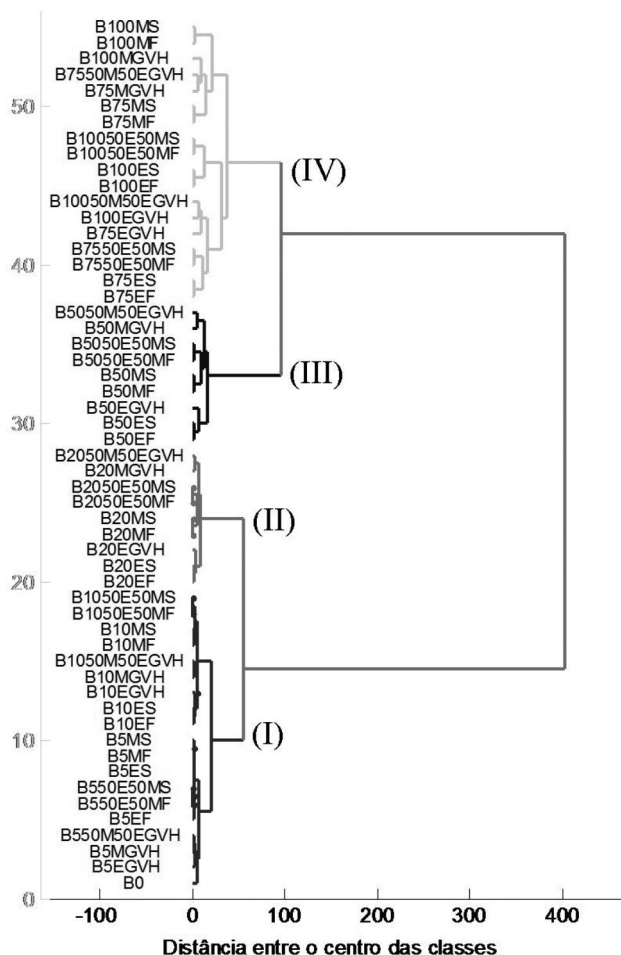 B100MS
B100MF
B100MGVH
B7550M50EGVH
B75MGVH
B75MS
B75MF
B10050E50MS
B10050E50MF
B100ES
B100EF
B10050M50EGVH
B100EGVH
B75EGVH
B7550E50MS
B7550E50MF
B75ES
B75EF
B5050M50EGVH
B50MGVH
B5050E50MS
B5050E50MF
B50MS
B50MF
B50EGVH
B50ES
B50EF
B2050M50EGVH
B20MGVH
B2050E50MS
B2050E50MF
B20MS
B20MF
B20EGVH
B20ES
B20EF
B1050E50MS
B1050E50MF
B10MS
B10MF
B1050M50EGVH
B10MGVH
B10EGVH
B10ES
B10EF
B5MS
B5MF
B5ES
B550E50MS
B550E50MF
B5EF
B550M50EGVH
B5MGVH
B5EGVH
B0
50
40
30
20
10
0
(IV)
(III)
(II)
(I)
-100 0 100 200 300 400
Distância entre o centro das classes